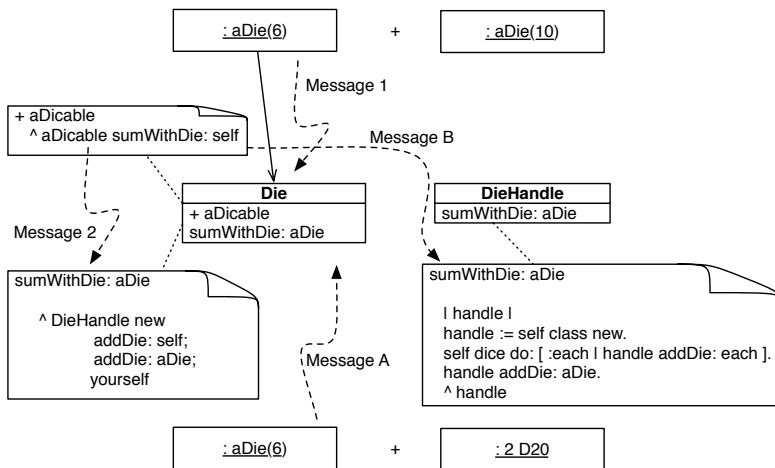 : aDie(6) + : aDie(10)
Message 1
+ aDicable
^ aDicable sumWithDie: self
Message B
Die
+ aDicable
sumWithDie: aDie
DieHandle
sumWithDie: aDie
Message 2
sumWithDie: aDie
^ DieHandle new
addDie: self;
addDie: aDie;
yourself
Message A
sumWithDie: aDie
| handle |
handle := self class new.
self dice do: [ :each | handle addDie: each ].
handle addDie: aDie.
^ handle
: aDie(6) + : 2 D20